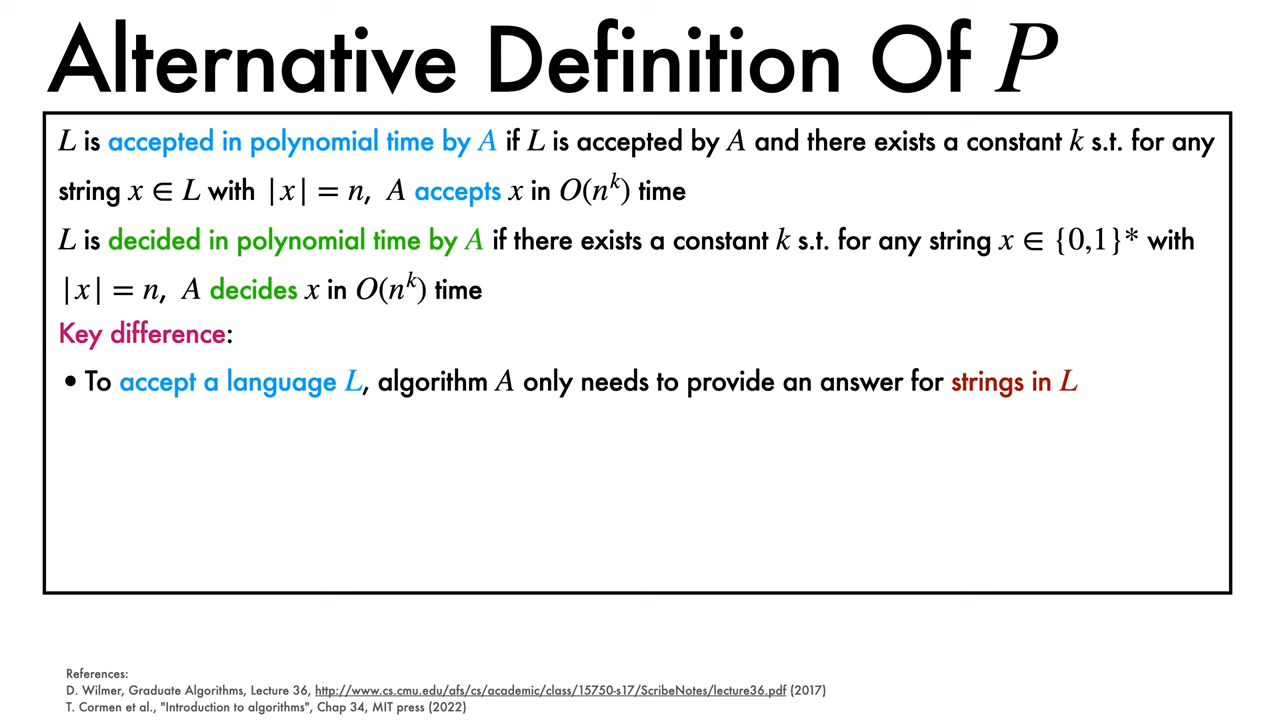 Alternative Definition Of P
L is accepted in polynomial time by A if L is accepted by A and there exists a constant k s.t. for any
string x ∈ L with |x| = n, A accepts x in O(n^k) time
L is decided in polynomial time by A if there exists a constant k s.t. for any string x ∈ {0,1}* with
|x| = n, A decides x in O(n^k) time
Key difference:
• To accept a language L, algorithm A only needs to provide an answer for strings in L
References:
D. Wilmer, Graduate Algorithms, Lecture 36, http://www.cs.cmu.edu/afs/cs/academic/class/15750-s17/ScribeNotes/lecture36.pdf (2017)
T. Cormen et al., "Introduction to algorithms", Chap 34, MIT press (2022)